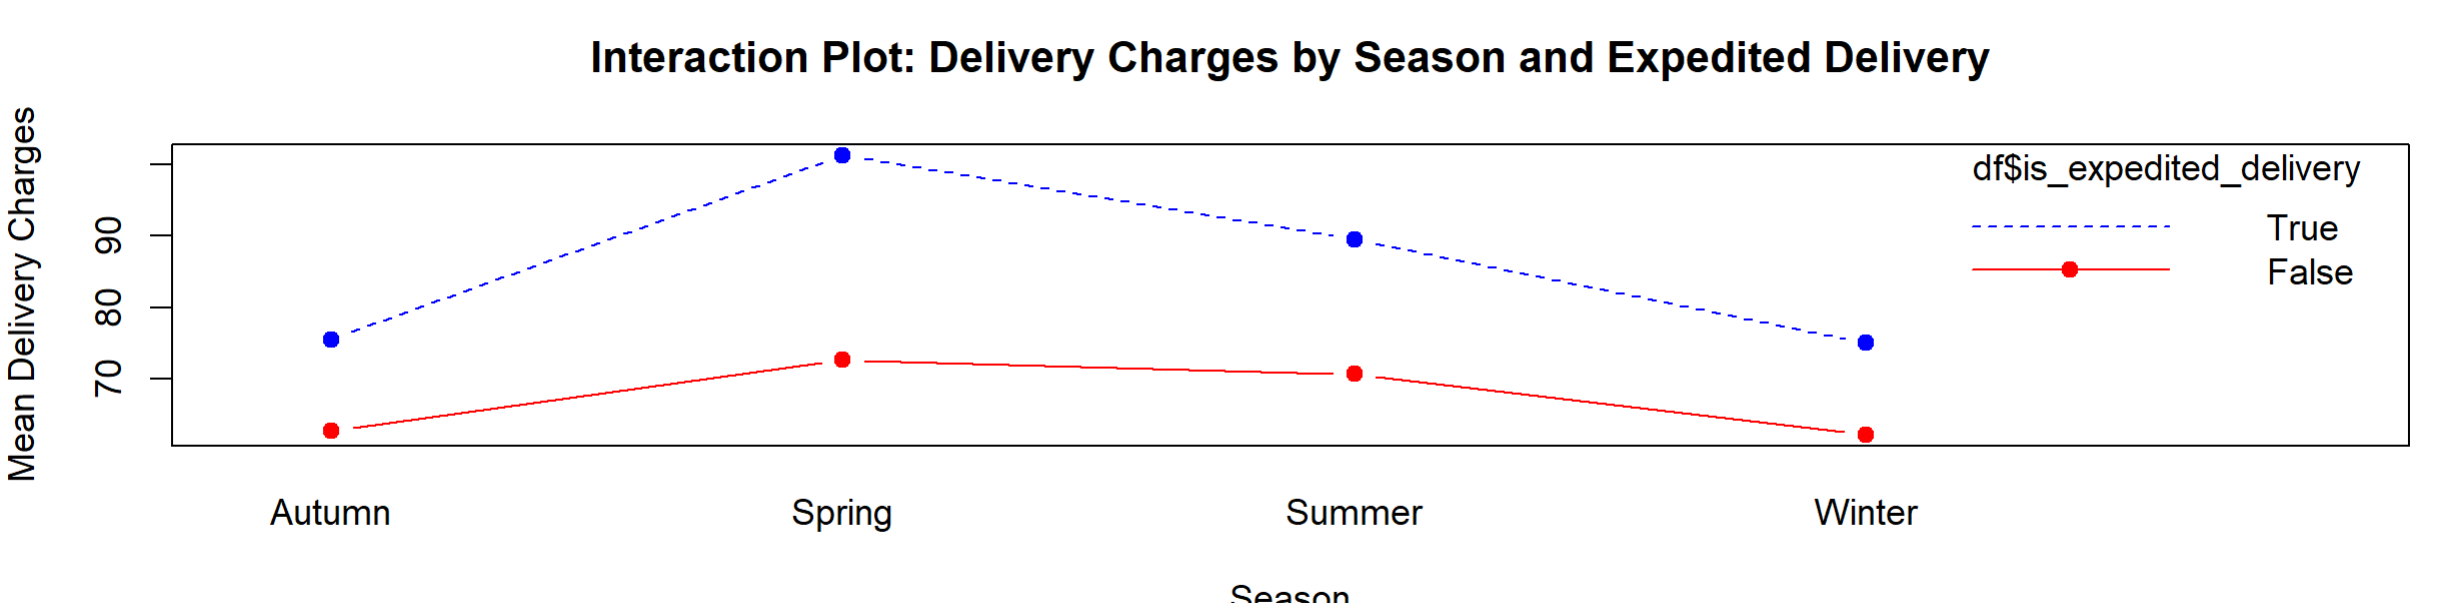 Interaction Plot: Delivery Charges by Season and Expedited Delivery
Mean Delivery Charges
90
80
70
df$is_expedited_delivery
True
False
Autumn
Spring
Summer
Winter
Season